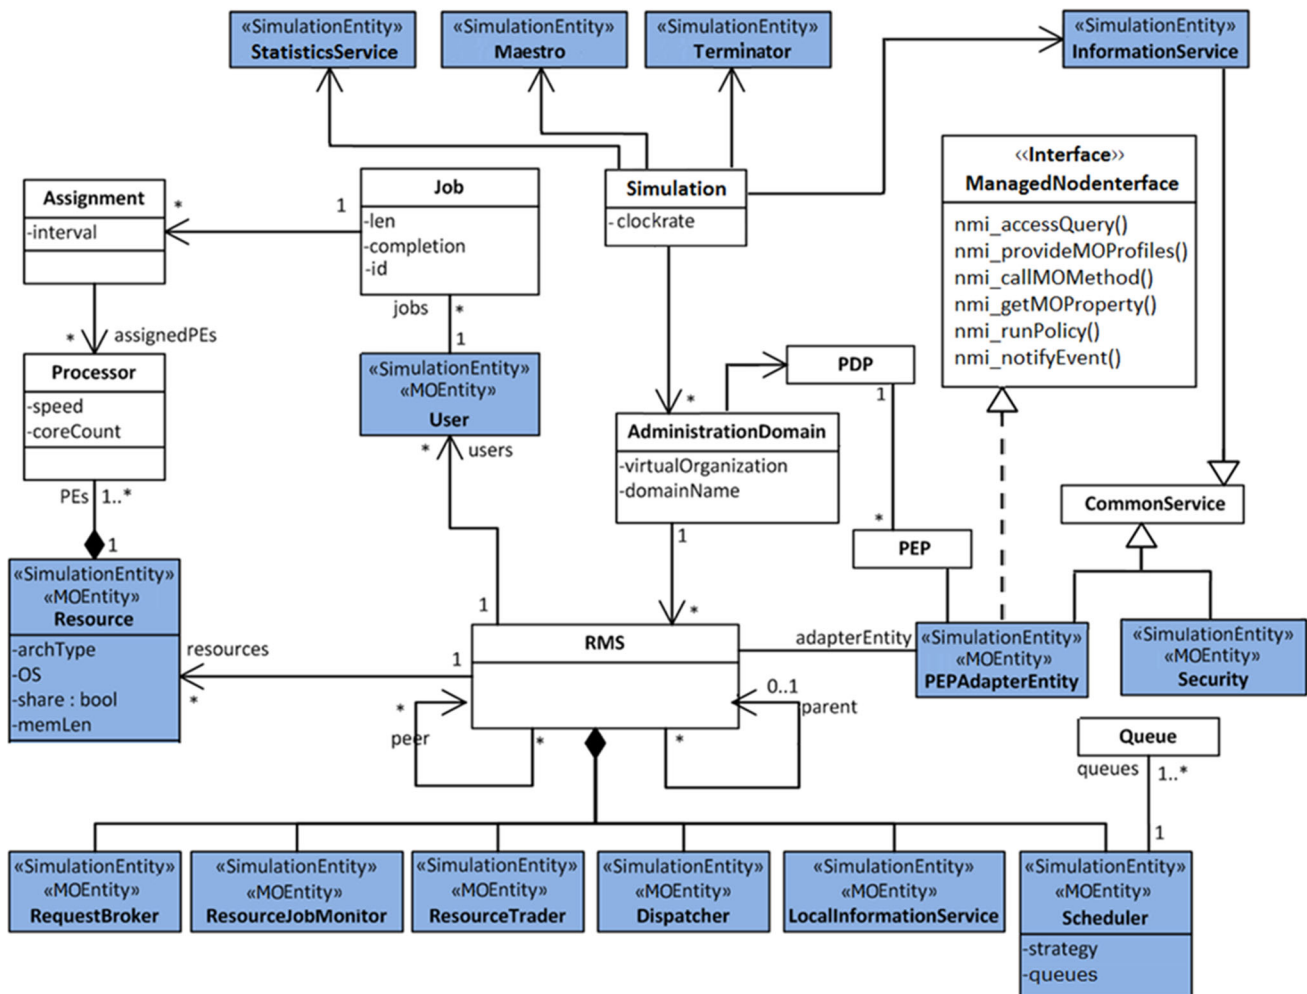 «SimulationEntity»
StatisticsService
«SimulationEntity»
Maestro
«SimulationEntity»
Terminator
«SimulationEntity»
InformationService
‹‹Interface››
ManagedNodenterface
nmi_accessQuery()
nmi_provideMOProfiles()
nmi_callMOMethod()
nmi_getMOProperty()
nmi_runPolicy()
nmi_notifyEvent()
Assignment
-interval
*
1
Job
-len
-completion
-id
jobs
*
1
Simulation
-clockrate
*
assignedPEs
Processor
-speed
-coreCount
PEs
1..*
1
«SimulationEntity»
«MOEntity»
User
*
users
PDP
1
*
AdministrationDomain
-virtualOrganization
-domainName
1
*
*
PEP
CommonService
«SimulationEntity»
«MOEntity»
Resource
-archType
-OS
-share : bool
-memLen
resources
*
1
1
RMS
adapterEntity
«SimulationEntity»
«MOEntity»
PEPAdapterEntity
«SimulationEntity»
«MOEntity»
Security
*
peer
*
*
0..1
parent
Queue
queues
1..*
1
«SimulationEntity»
«MOEntity»
RequestBroker
«SimulationEntity»
«MOEntity»
ResourceJobMonitor
«SimulationEntity»
«MOEntity»
ResourceTrader
«SimulationEntity»
«MOEntity»
Dispatcher
«SimulationEntity»
«MOEntity»
LocalInformationService
«SimulationEntity»
«MOEntity»
Scheduler
-strategy
-queues